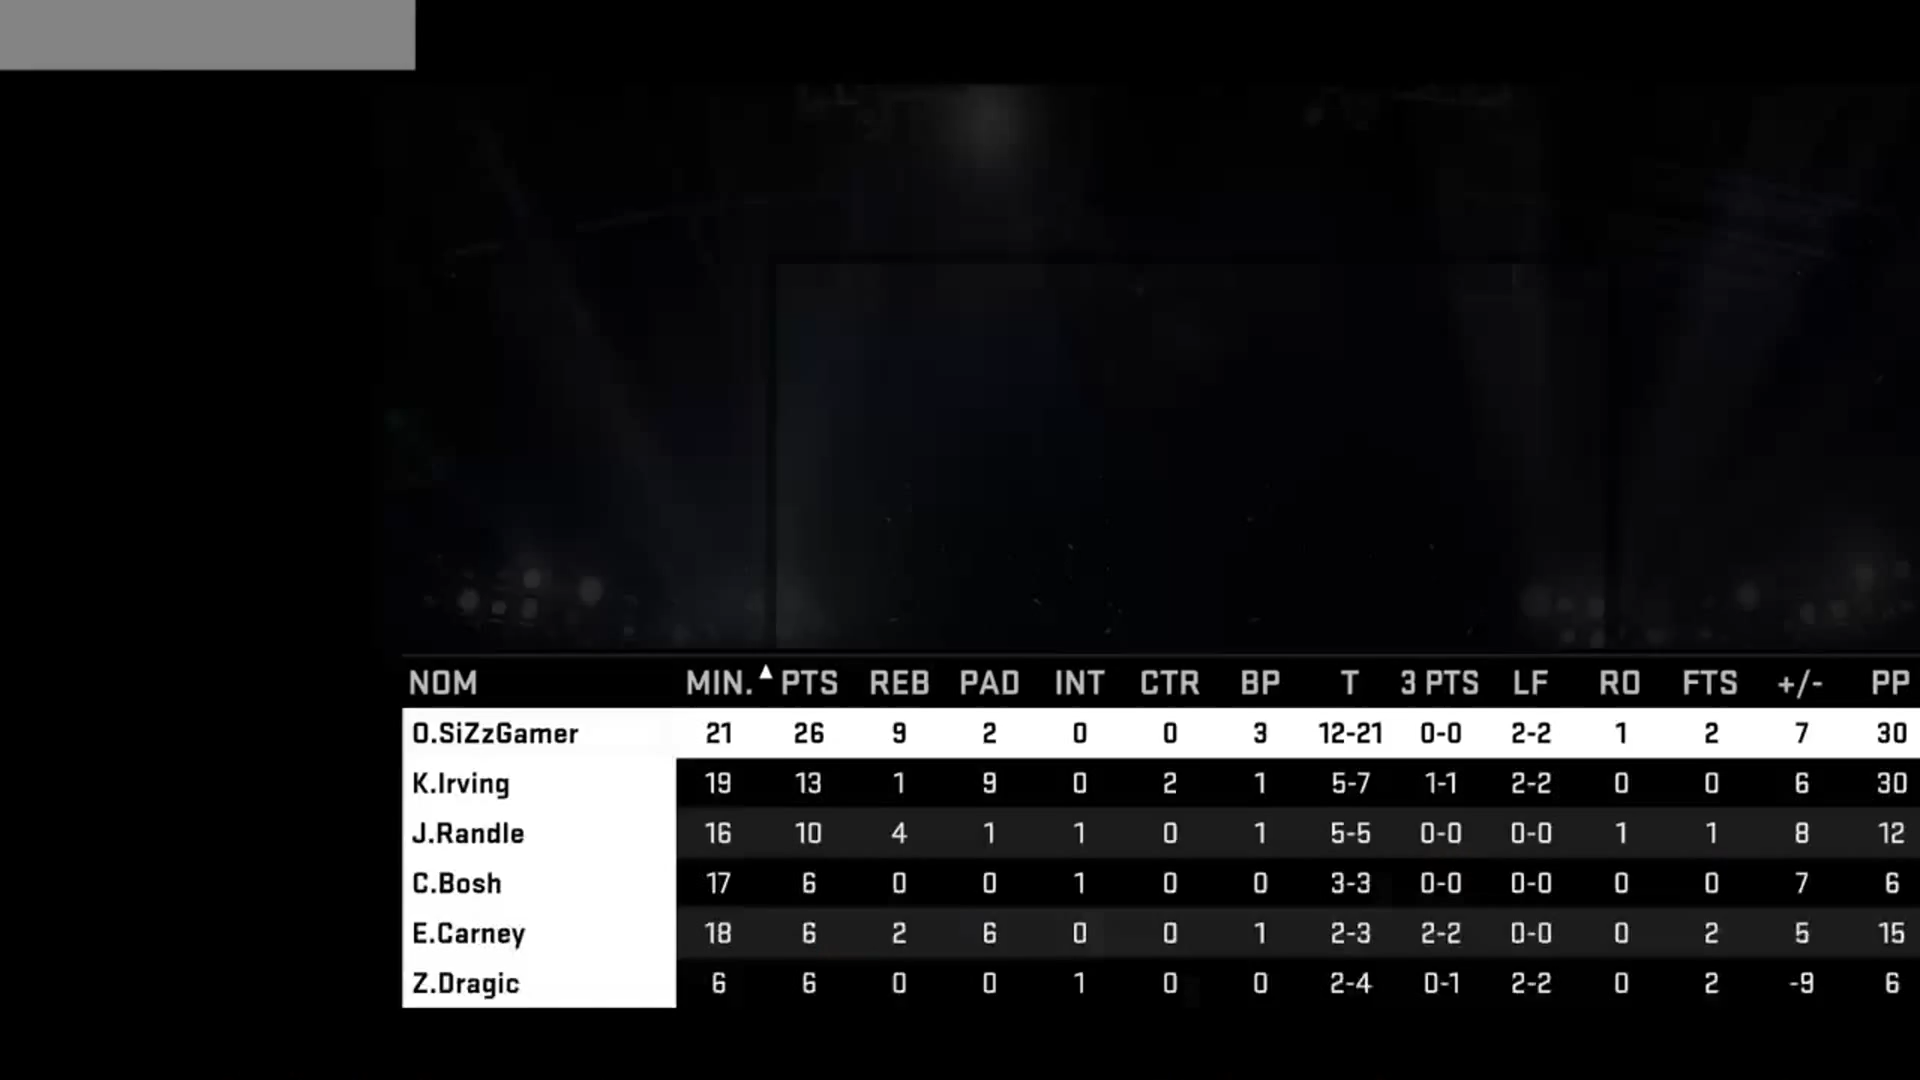 NOM MIN. ▲ PTS REB PAD INT CTR BP T 3 PTS LF RO FTS +/- PP
O.SiZzGamer 21 26 9 2 0 0 3 12-21 0-0 2-2 1 2 7 30
K.Irving 19 13 1 9 0 2 1 5-7 1-1 2-2 0 0 6 30
J.Randle 16 10 4 1 1 0 1 5-5 0-0 0-0 1 1 8 12
C.Bosh 17 6 0 0 1 0 0 3-3 0-0 0-0 0 0 7 6
E.Carney 18 6 2 6 0 0 1 2-3 2-2 0-0 0 2 5 15
Z.Dragic 6 6 0 0 1 0 0 2-4 0-1 2-2 0 2 -9 6